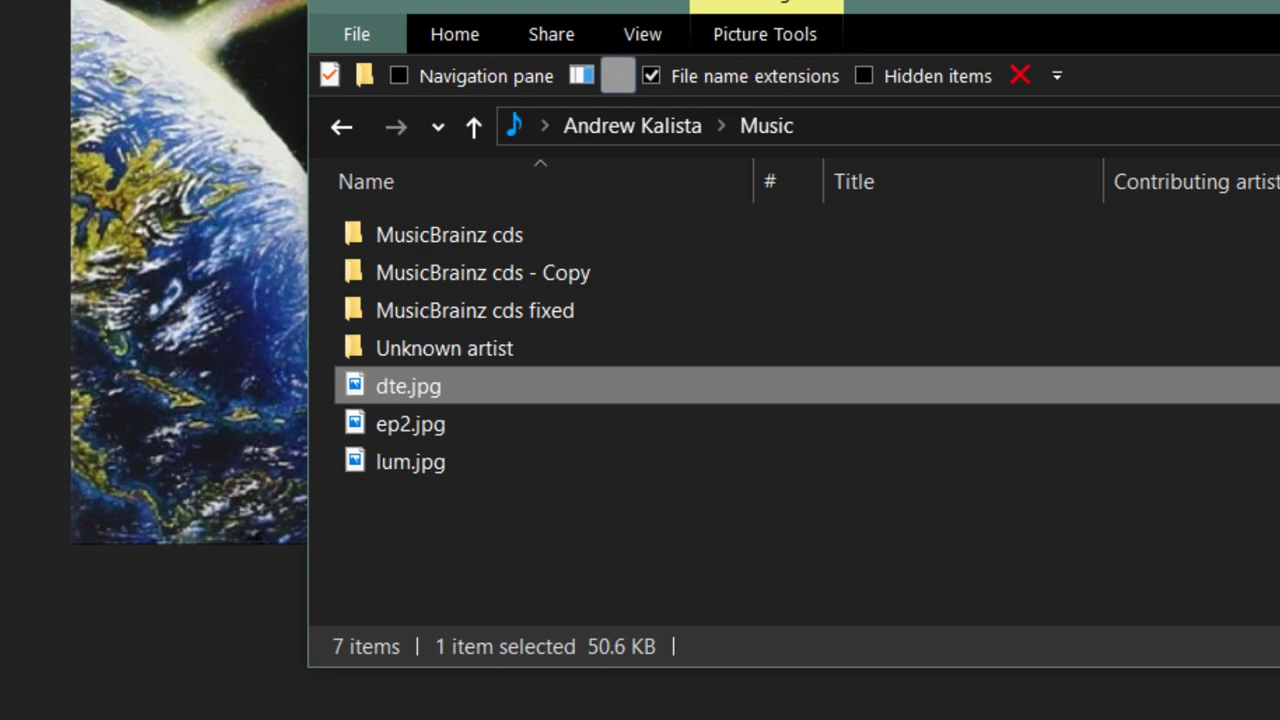 File Home Share View Picture Tools
Navigation pane File name extensions Hidden items
Andrew Kalista > Music
Name # Title Contributing artist
MusicBrainz cds
MusicBrainz cds - Copy
MusicBrainz cds fixed
Unknown artist
dte.jpg
ep2.jpg
lum.jpg
7 items | 1 item selected 50.6 KB |